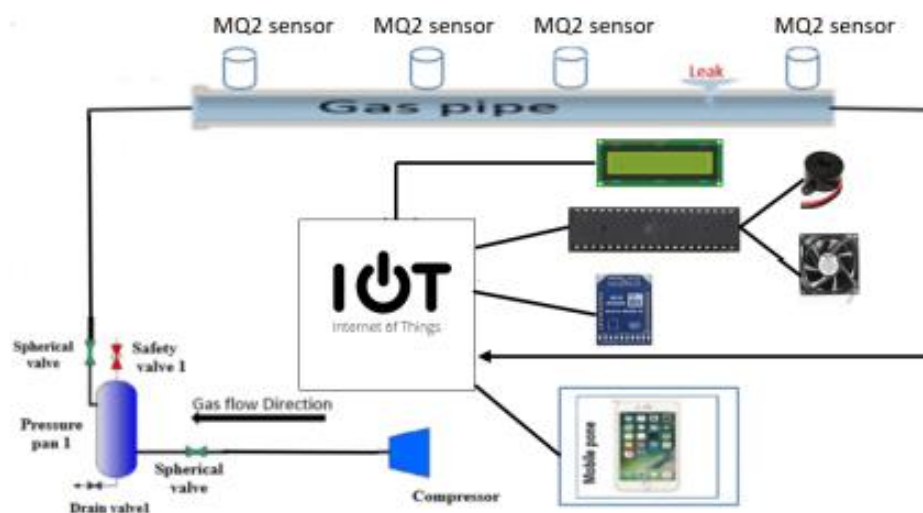 MQ2 sensor
MQ2 sensor
MQ2 sensor
MQ2 sensor
Leak
Gas pipe
IOT
Internet of Things
Spherical
valve
Safety
valve 1
Gas flow Direction
Pressure
pan 1
Mobile pone
Spherical
valve
Compressor
Drain valve1